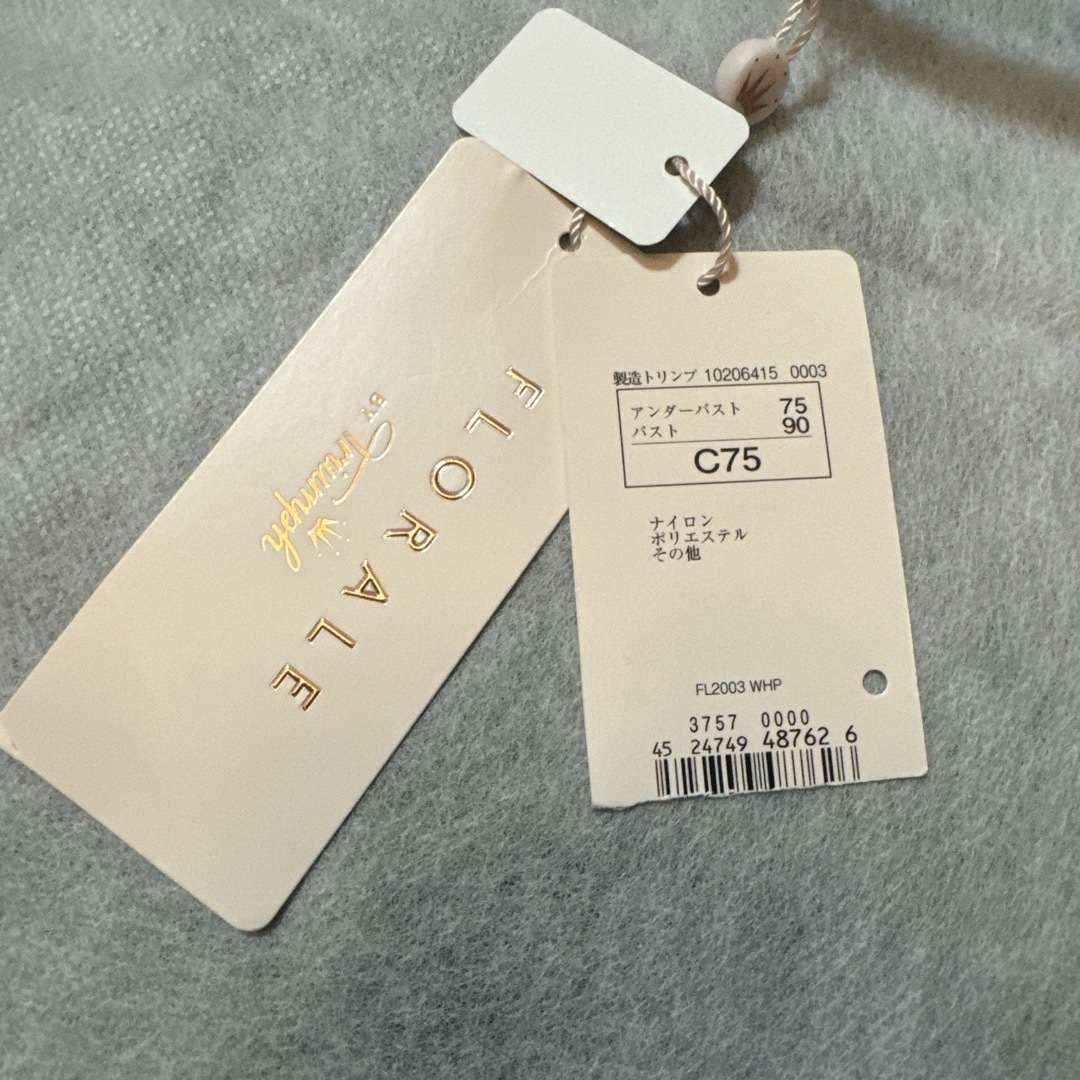 FLORALE
BY
Triumph
製造トリンプ 10206415 0003
アンダーバスト 75
バスト 90
C75
ナイロン
ポリエステル
その他
FL2003 WHP
3757 0000
45 24749 48762 6